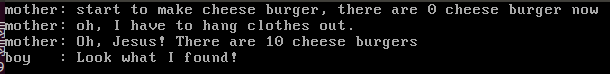 mother: start to make cheese burger, there are 0 cheese burger now
mother: oh, I have to hang clothes out.
mother: Oh, Jesus! There are 10 cheese burgers
boy   : Look what I found!